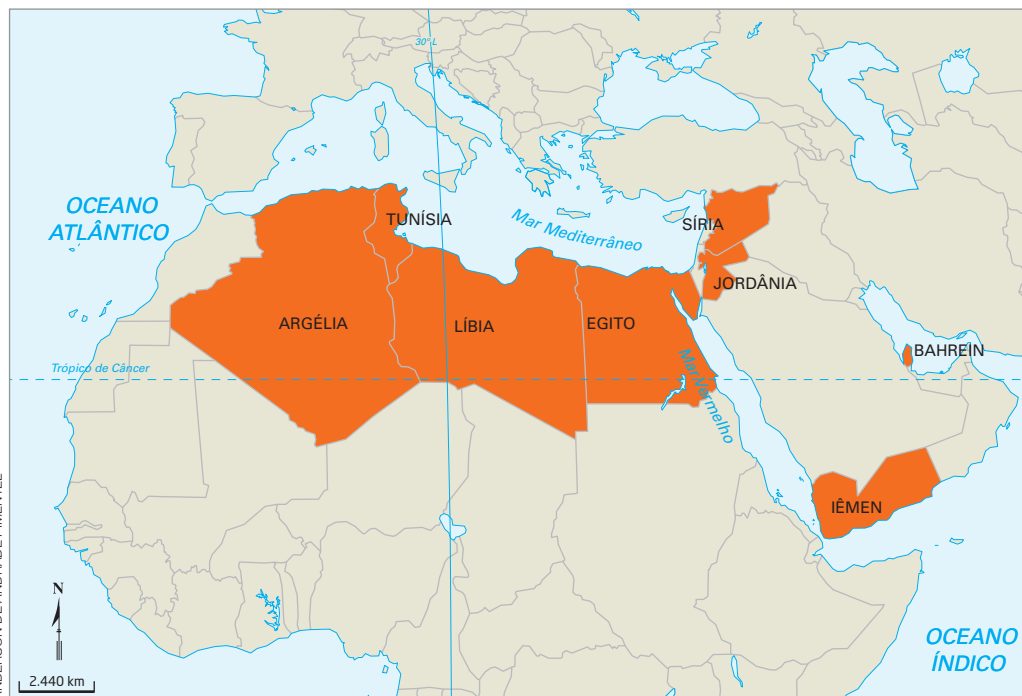 30º L
OCEANO
ATLÂNTICO
TUNÍSIA
Mar Mediterrâneo
SÍRIA
JORDÂNIA
ARGÉLIA
LÍBIA
EGITO
BAHREIN
Trópico de Câncer
Mar Vermelho
IÊMEN
N
OCEANO
ÍNDICO
2.440 km